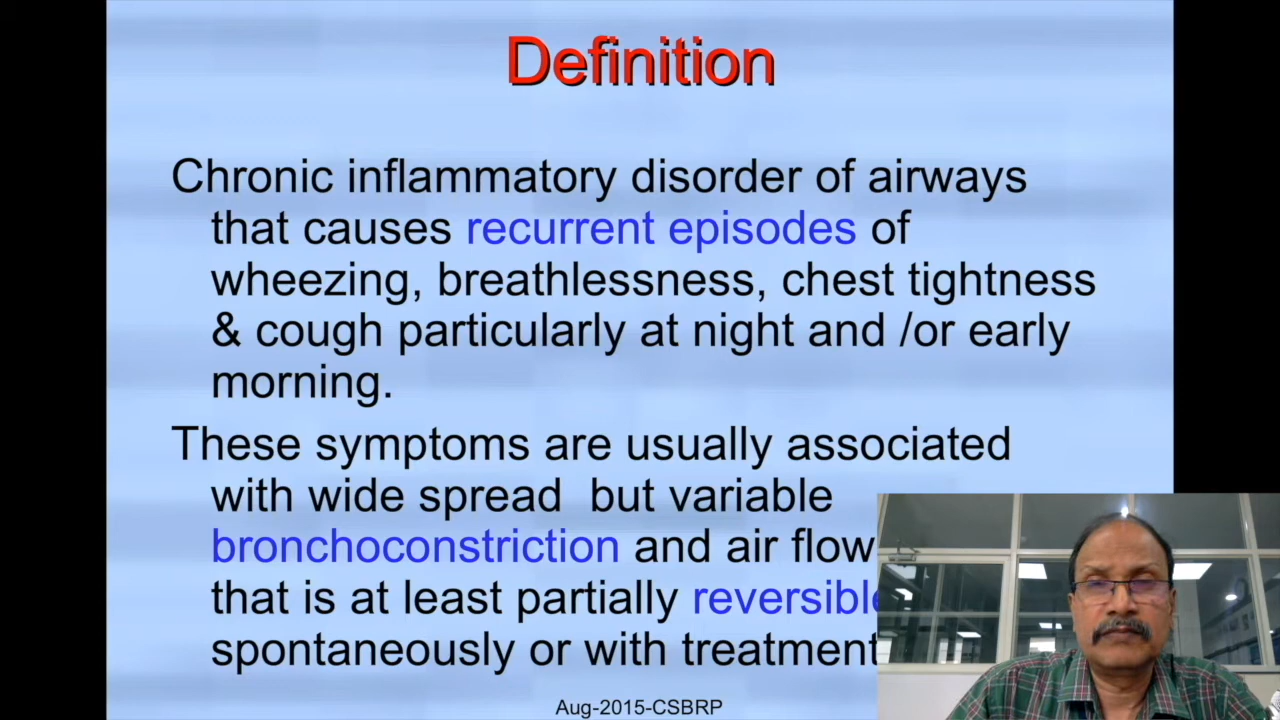 Definition
Chronic inflammatory disorder of airways
that causes recurrent episodes of
wheezing, breathlessness, chest tightness
& cough particularly at night and /or early
morning.
These symptoms are usually associated
with wide spread but variable
bronchoconstriction and air flow
that is at least partially reversible
spontaneously or with treatment
Aug-2015-CSBRP